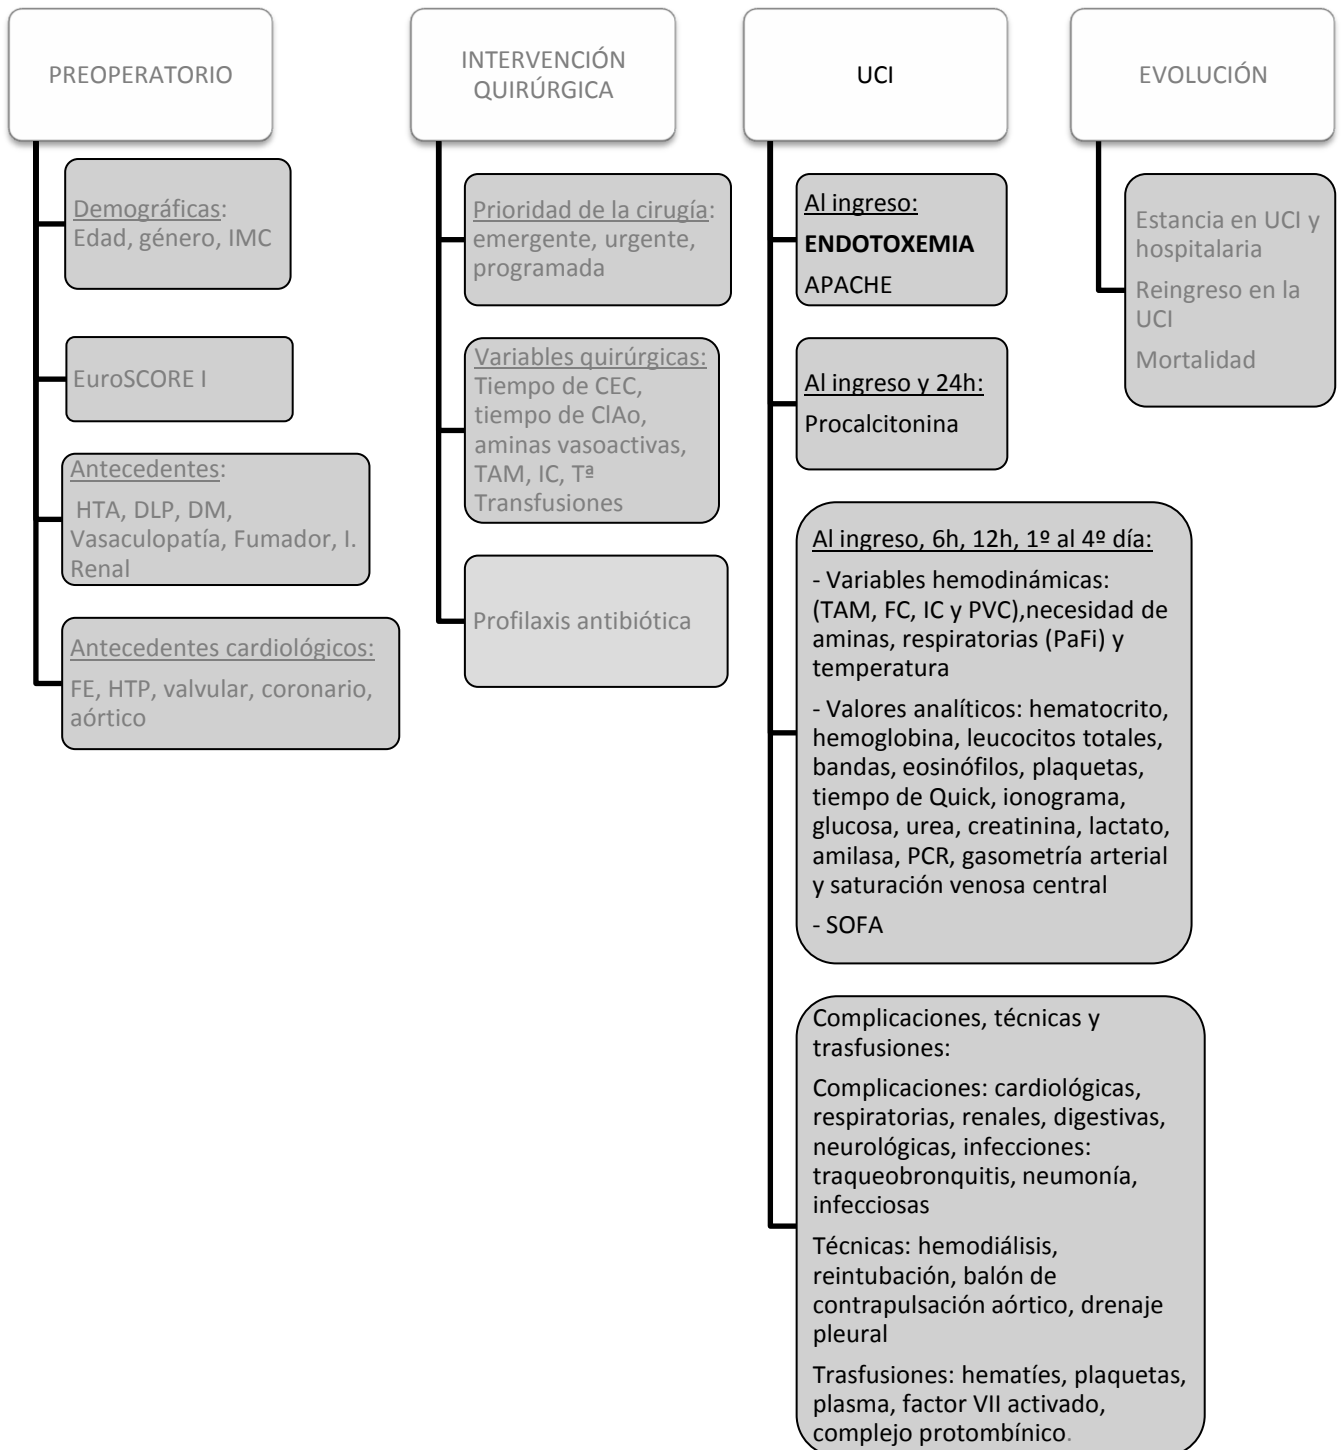 PREOPERATORIO
Demográficas:
Edad, género, IMC
EuroSCORE I
Antecedentes:
HTA, DLP, DM,
Vasaculopatía, Fumador, I.
Renal
Antecedentes cardiológicos:
FE, HTP, valvular, coronario,
aórtico
INTERVENCIÓN
QUIRÚRGICA
Prioridad de la cirugía:
emergente, urgente,
programada
Variables quirúrgicas:
Tiempo de CEC,
tiempo de ClAo,
aminas vasoactivas,
TAM, IC, Tª
Transfusiones
Profilaxis antibiótica
UCI
Al ingreso:
ENDOTOXEMIA
APACHE
Al ingreso y 24h:
Procalcitonina
Al ingreso, 6h, 12h, 1º al 4º día:
- Variables hemodinámicas:
(TAM, FC, IC y PVC),necesidad de
aminas, respiratorias (PaFi) y
temperatura
- Valores analíticos: hematocrito,
hemoglobina, leucocitos totales,
bandas, eosinófilos, plaquetas,
tiempo de Quick, ionograma,
glucosa, urea, creatinina, lactato,
amilasa, PCR, gasometría arterial
y saturación venosa central
- SOFA
Complicaciones, técnicas y
trasfusiones:
Complicaciones: cardiológicas,
respiratorias, renales, digestivas,
neurológicas, infecciones:
traqueobronquitis, neumonía,
infecciosas
Técnicas: hemodiálisis,
reintubación, balón de
contrapulsación aórtico, drenaje
pleural
Trasfusiones: hematíes, plaquetas,
plasma, factor VII activado,
complejo protombínico.
EVOLUCIÓN
Estancia en UCI y
hospitalaria
Reingreso en la
UCI
Mortalidad